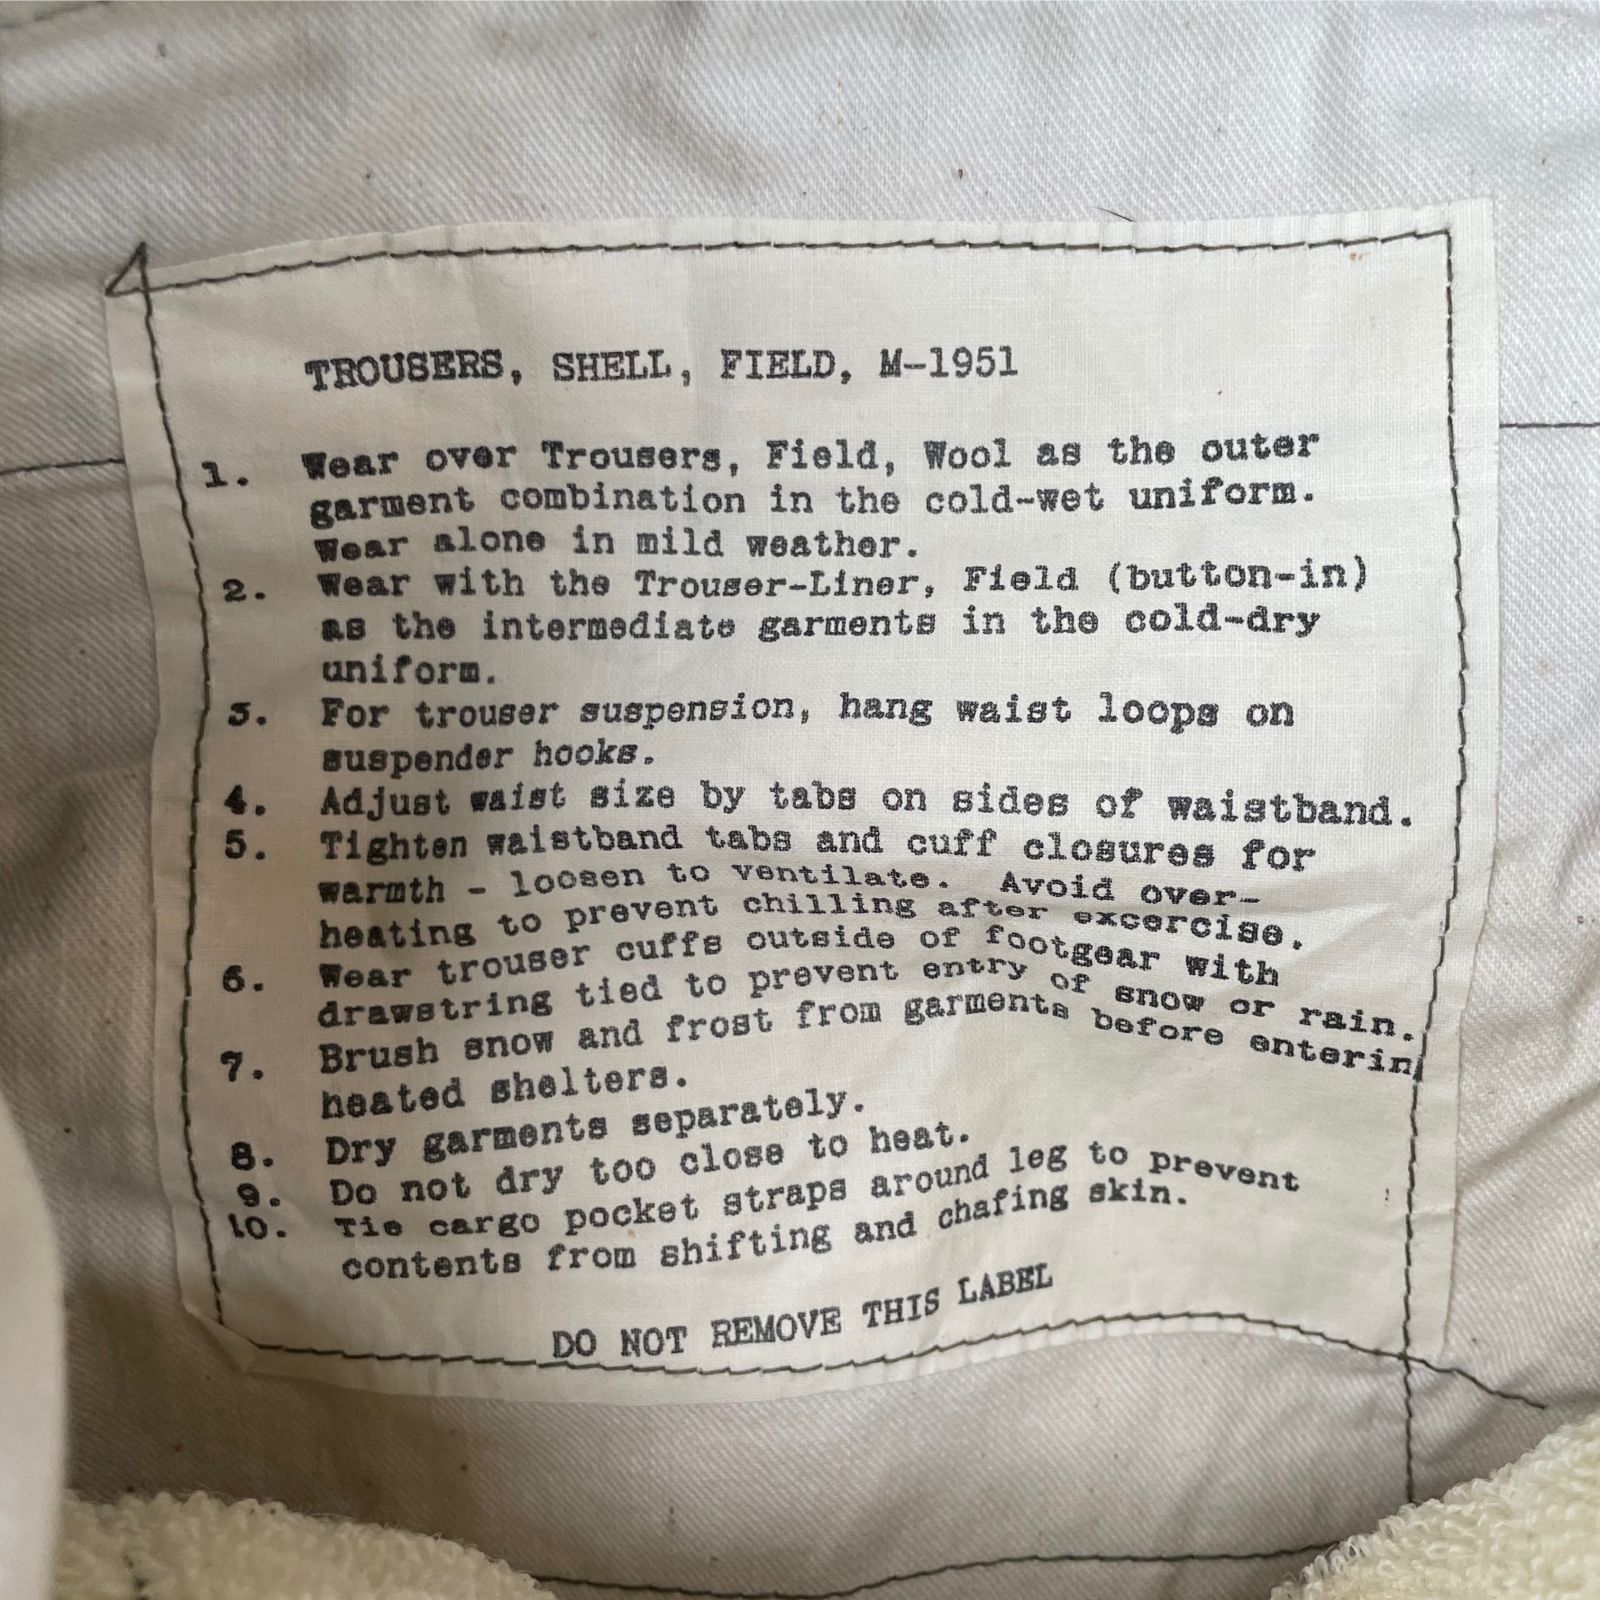 TROUSERS, SHELL, FIELD, M-1951
1. Wear over Trousers, Field, Wool as the outer
garment combination in the cold-wet uniform.
Wear alone in mild weather.
2. Wear with the Trouser-Liner, Field (button-in)
as the intermediate garments in the cold-dry
uniform.
3. For trouser suspension, hang waist loops on
suspender hooks.
4. Adjust waist size by tabs on sides of waistband.
5. Tighten waistband tabs and cuff closures for
warmth - loosen to ventilate. Avoid over-
heating to prevent chilling after excercise.
6. Wear trouser cuffs outside of footgear with
drawstring tied to prevent entry of snow or rain.
7. Brush snow and frost from garments before enterin
heated shelters.
8. Dry garments separately.
9. Do not dry too close to heat.
10. Tie cargo pocket straps around leg to prevent
contents from shifting and chafing skin.
DO NOT REMOVE THIS LABEL